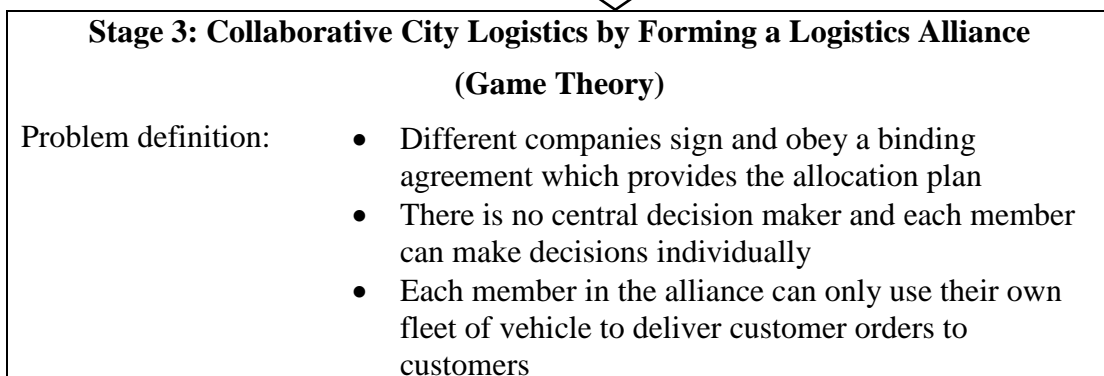 Stage 3: Collaborative City Logistics by Forming a Logistics Alliance
(Game Theory)
Problem definition:
• Different companies sign and obey a binding
agreement which provides the allocation plan
• There is no central decision maker and each member
can make decisions individually
• Each member in the alliance can only use their own
fleet of vehicle to deliver customer orders to
customers